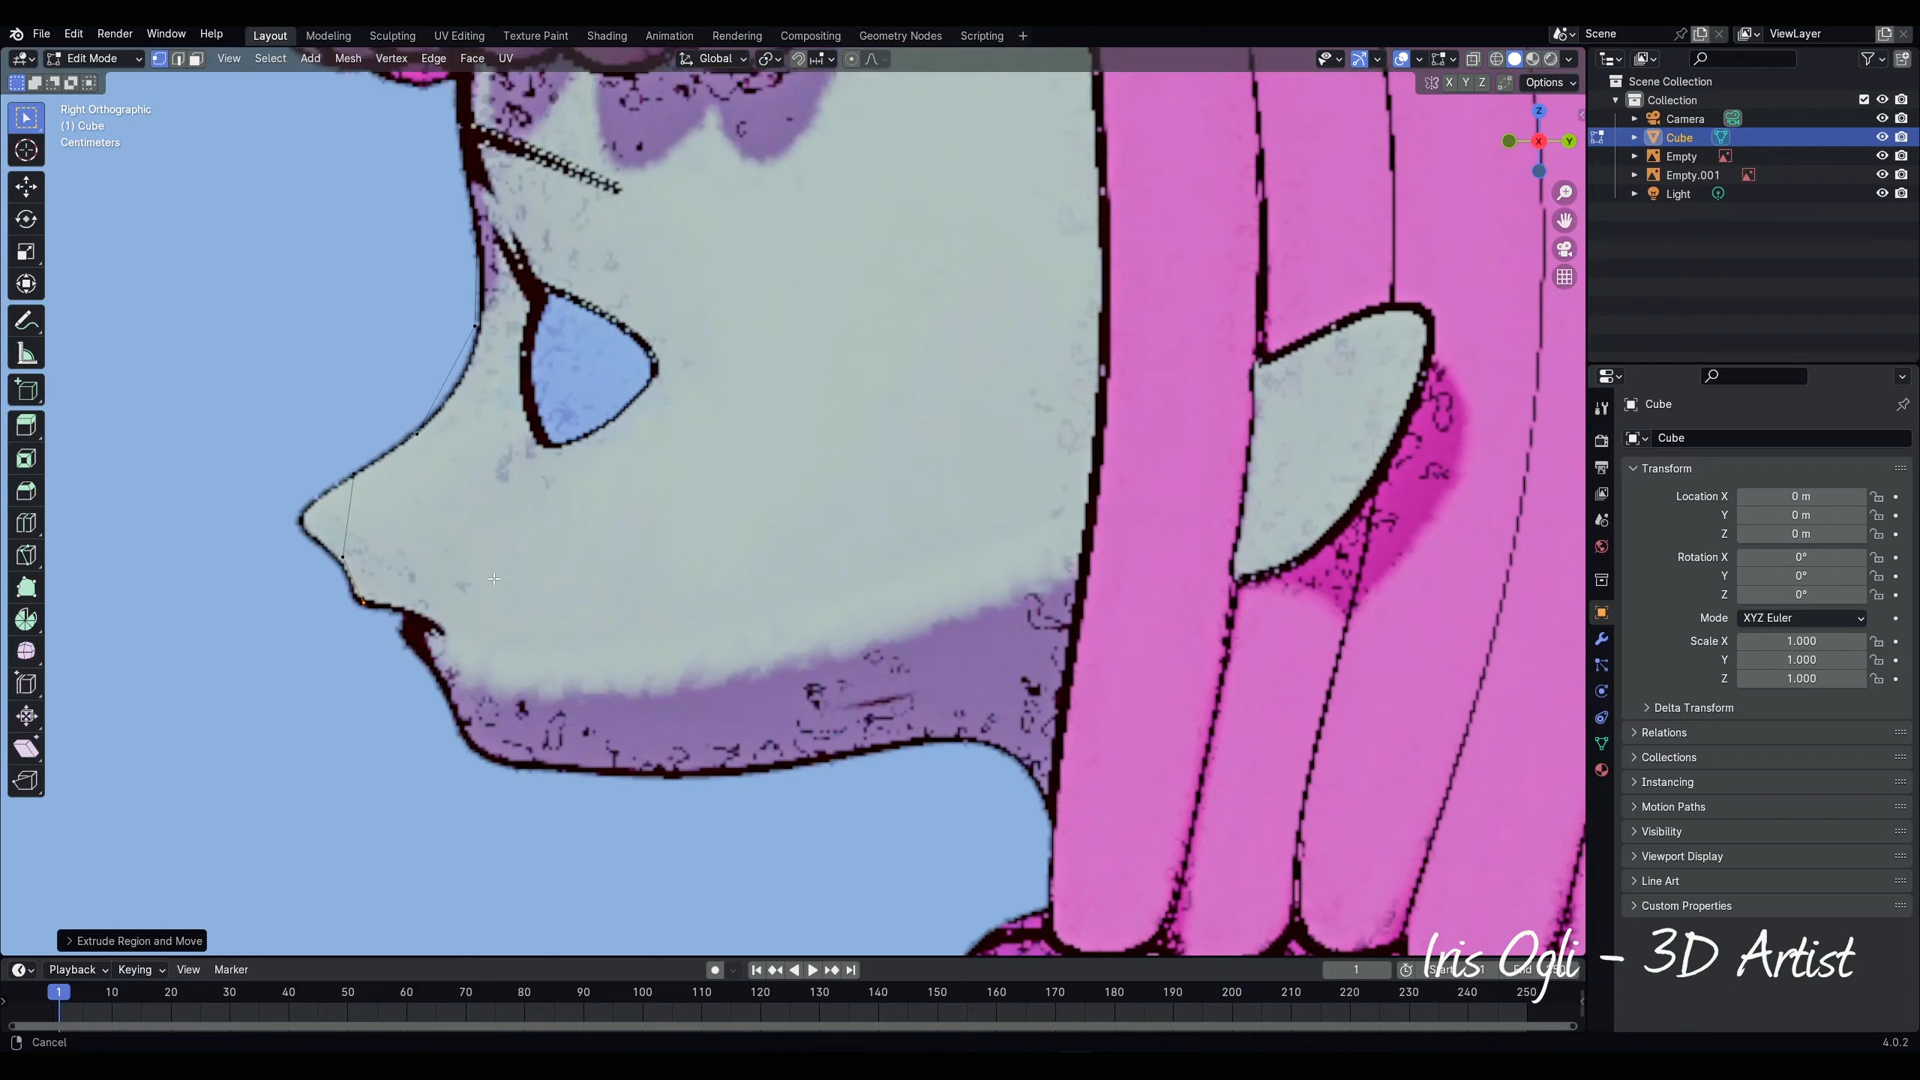 File Edit Render Window Help Layout Modeling Sculpting UV Editing Texture Paint Shading Animation Rendering Compositing Geometry Nodes Scripting Scene ViewLayer
Edit Mode View Select Add Mesh Vertex Edge Face UV Global
X Y Z Options
Right Orthographic
(1) Cube
Centimeters
Z
X
Y
Scene Collection
Collection
Camera
Cube
Empty
Empty.001
Light
Cube
Cube
Transform
Location X 0 m
Y 0 m
Z 0 m
Rotation X 0°
Y 0°
Z 0°
Mode XYZ Euler
Scale X 1.000
Y 1.000
Z 1.000
Delta Transform
Relations
Collections
Instancing
Motion Paths
Visibility
Viewport Display
Line Art
Custom Properties
Extrude Region and Move
Iris Ogli - 3D Artist
Playback Keying View Marker 1 Start 1 End 250
1 10 20 30 40 50 60 70 80 90 100 110 120 130 140 150 160 170 180 190 200 210 220 230 240 250
Cancel 4.0.2